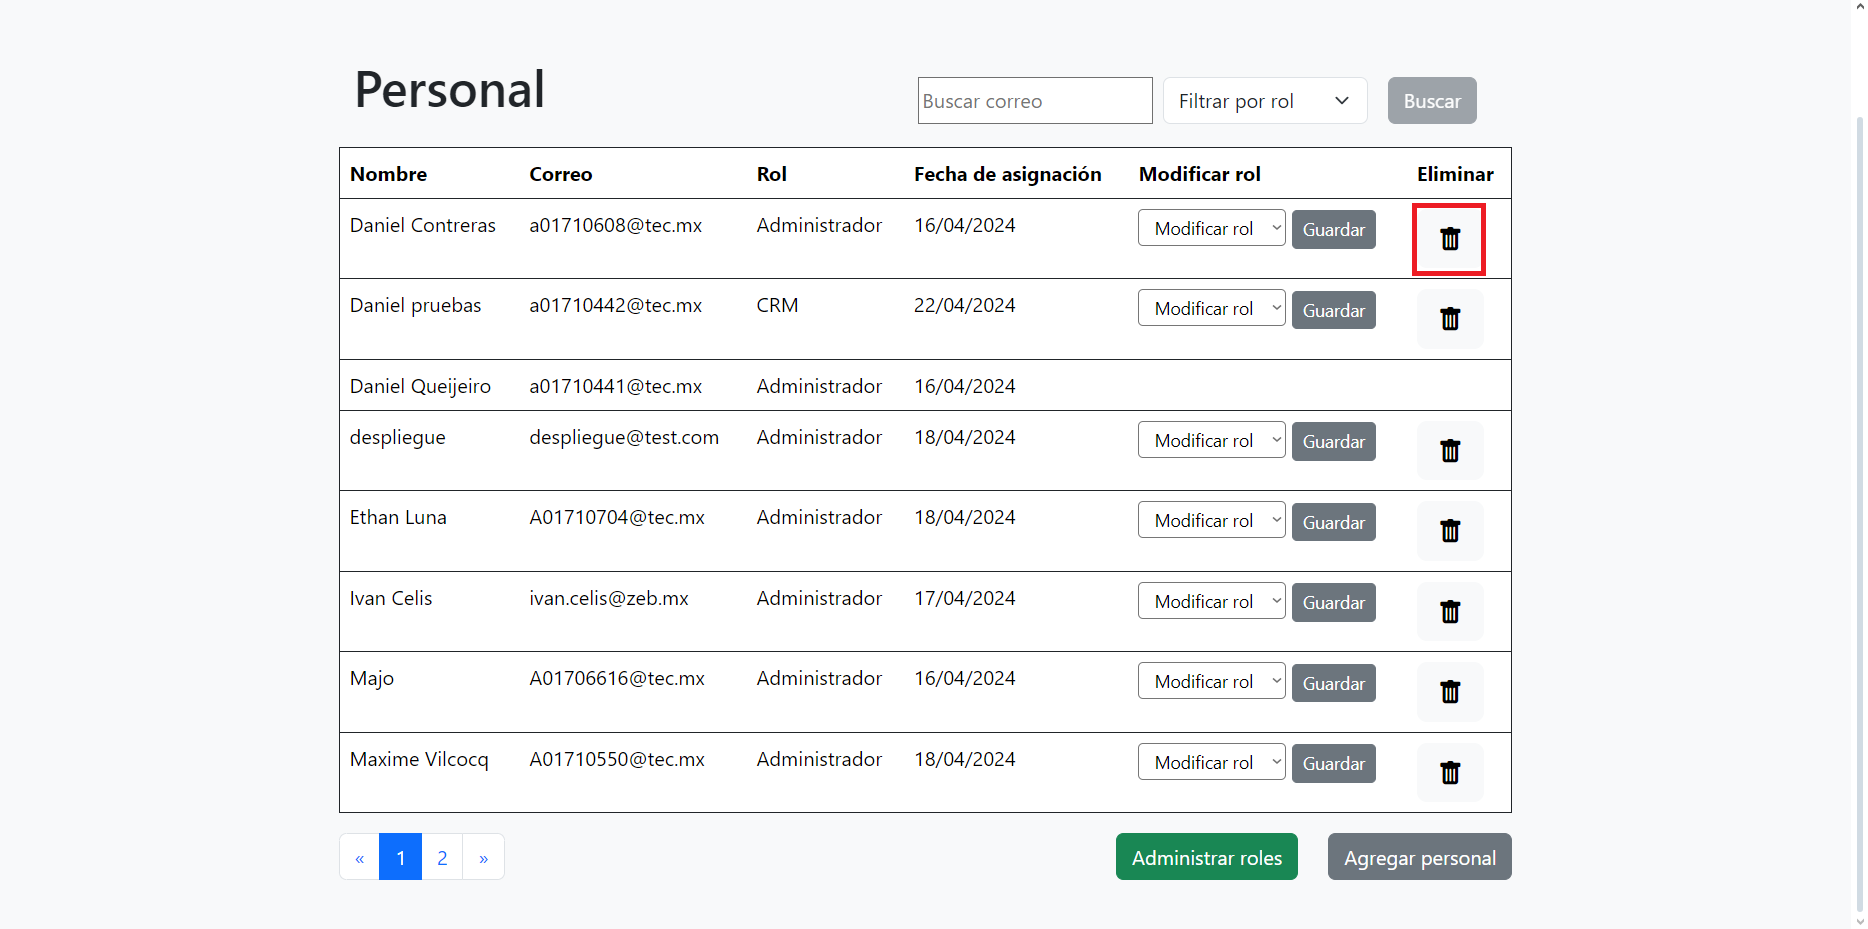 Personal
Buscar correo Filtrar por rol Buscar
Nombre Correo Rol Fecha de asignación Modificar rol Eliminar
Daniel Contreras a01710608@tec.mx Administrador 16/04/2024 Modificar rol Guardar
Daniel pruebas a01710442@tec.mx CRM 22/04/2024 Modificar rol Guardar
Daniel Queijeiro a01710441@tec.mx Administrador 16/04/2024
despliegue despliegue@test.com Administrador 18/04/2024 Modificar rol Guardar
Ethan Luna A01710704@tec.mx Administrador 18/04/2024 Modificar rol Guardar
Ivan Celis ivan.celis@zeb.mx Administrador 17/04/2024 Modificar rol Guardar
Majo A01706616@tec.mx Administrador 16/04/2024 Modificar rol Guardar
Maxime Vilcocq A01710550@tec.mx Administrador 18/04/2024 Modificar rol Guardar
« 1 2 » Administrar roles Agregar personal